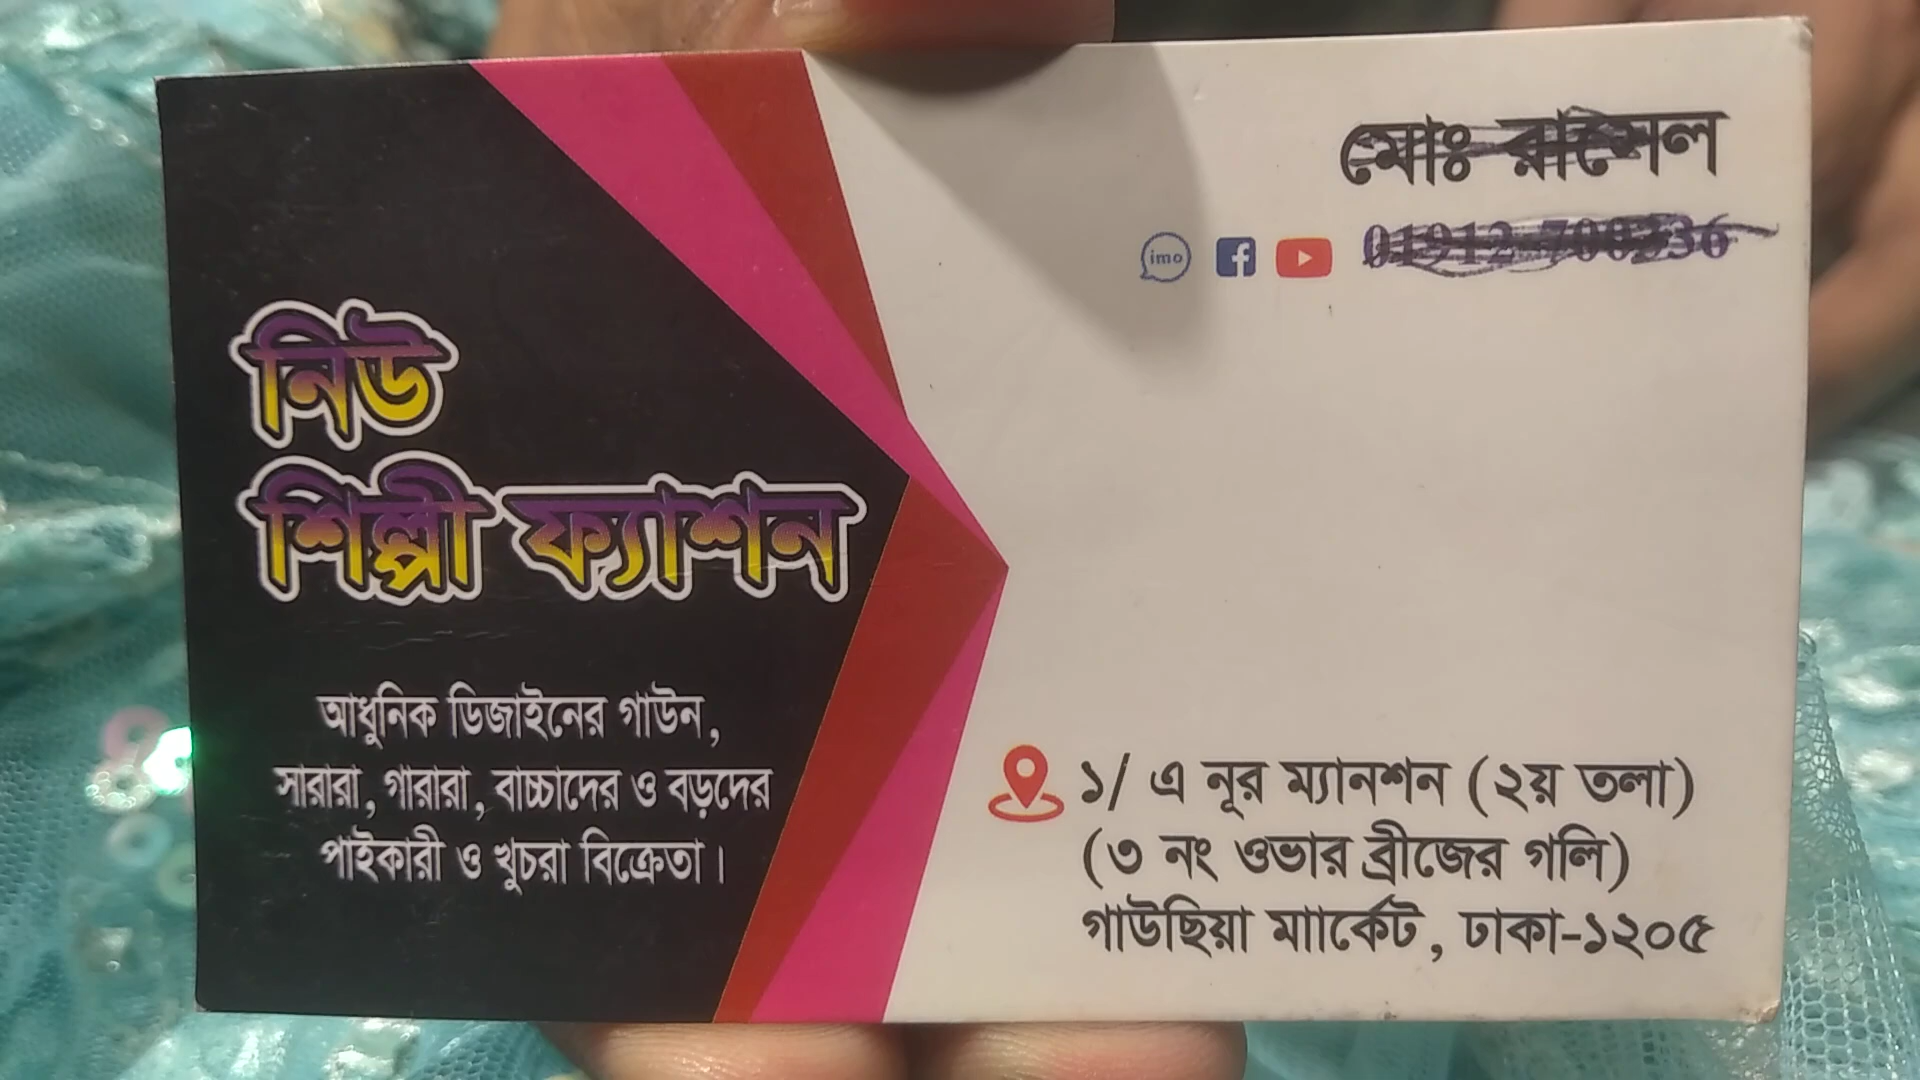 নিউ
শিল্পী ফ্যাশন
আধুনিক ডিজাইনের গাউন,
সারারা, গারারা, বাচ্চাদের ও বড়দের
পাইকারী ও খুচরা বিক্রেতা।
মোঃ রাসেল
imo
১/ এ নূর ম্যানশন (২য় তলা)
(৩ নং ওভার ব্রীজের গলি)
গাউছিয়া মাার্কেট, ঢাকা-১২০৫